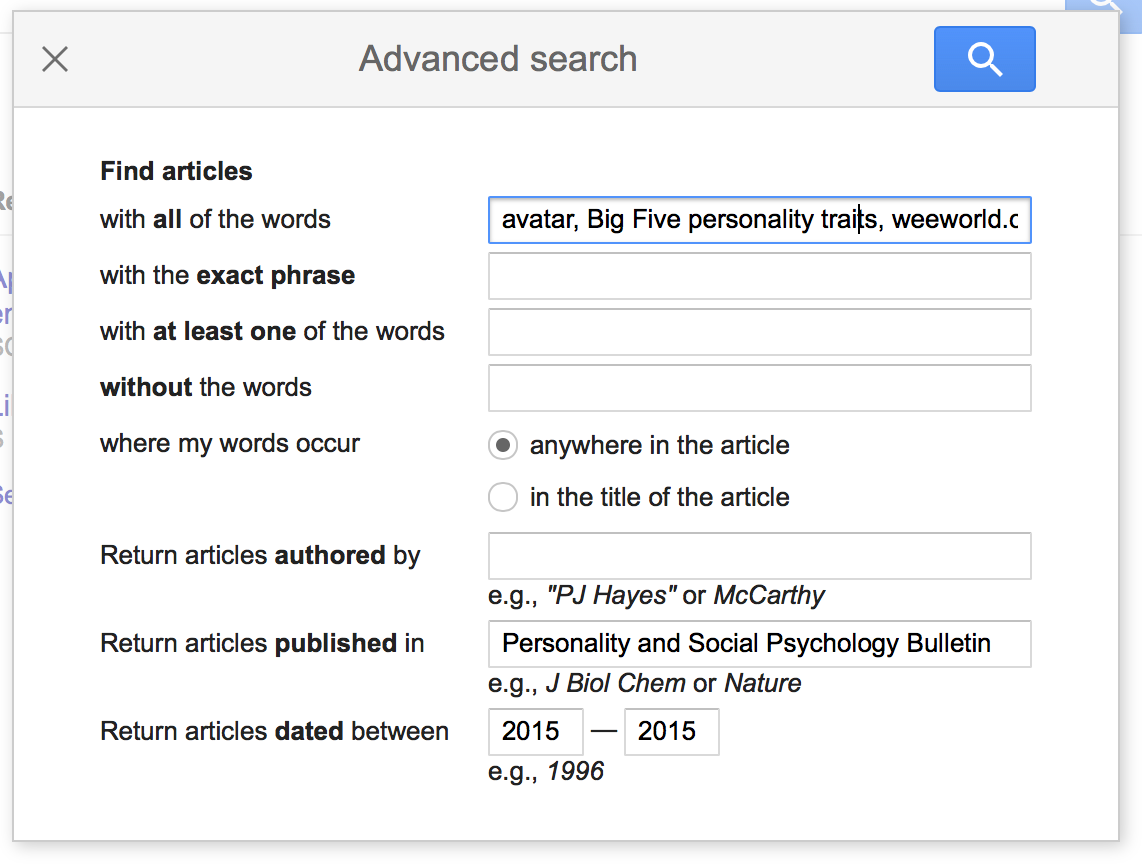 Advanced search
Find articles
with all of the words
avatar, Big Five personality traits, weeworld.c
with the exact phrase
with at least one of the words
without the words
where my words occur
anywhere in the article
in the title of the article
Return articles authored by
e.g., "PJ Hayes" or McCarthy
Return articles published in
Personality and Social Psychology Bulletin
e.g., J Biol Chem or Nature
Return articles dated between
2015 — 2015
e.g., 1996